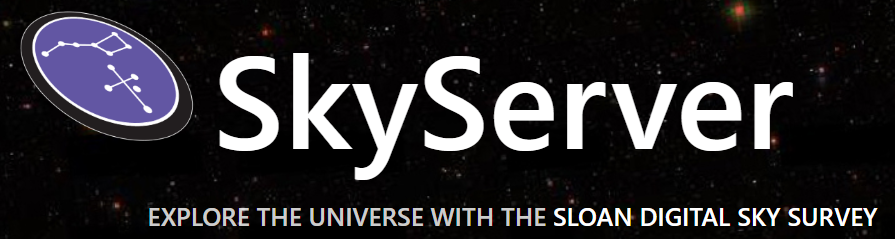 SkyServer
EXPLORE THE UNIVERSE WITH THE SLOAN DIGITAL SKY SURVEY